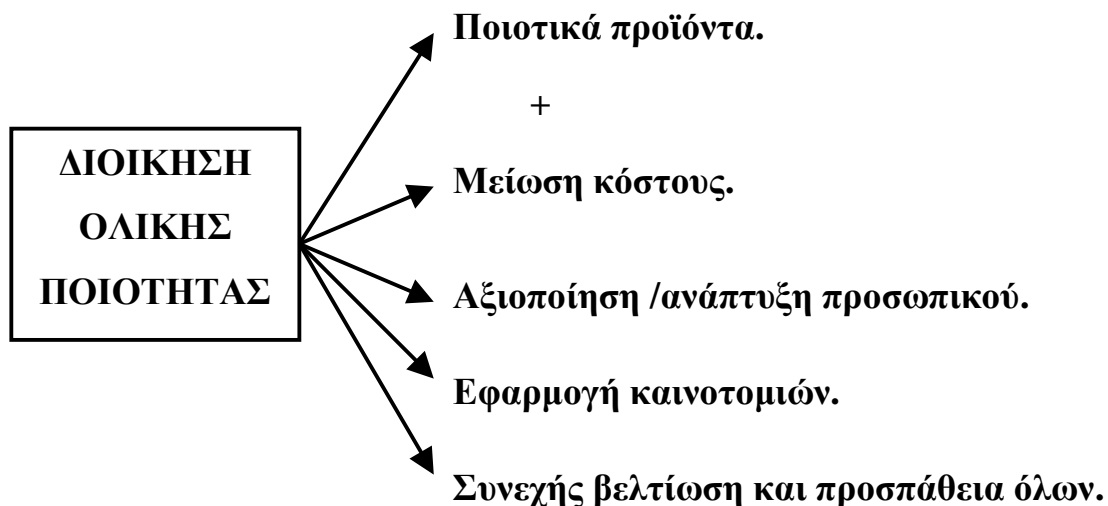 Ποιοτικά προϊόντα.
+
Μείωση κόστους.
ΔΙΟΙΚΗΣΗ
ΟΛΙΚΗΣ
ΠΟΙΟΤΗΤΑΣ
Αξιοποίηση /ανάπτυξη προσωπικού.
Εφαρμογή καινοτομιών.
Συνεχής βελτίωση και προσπάθεια όλων.